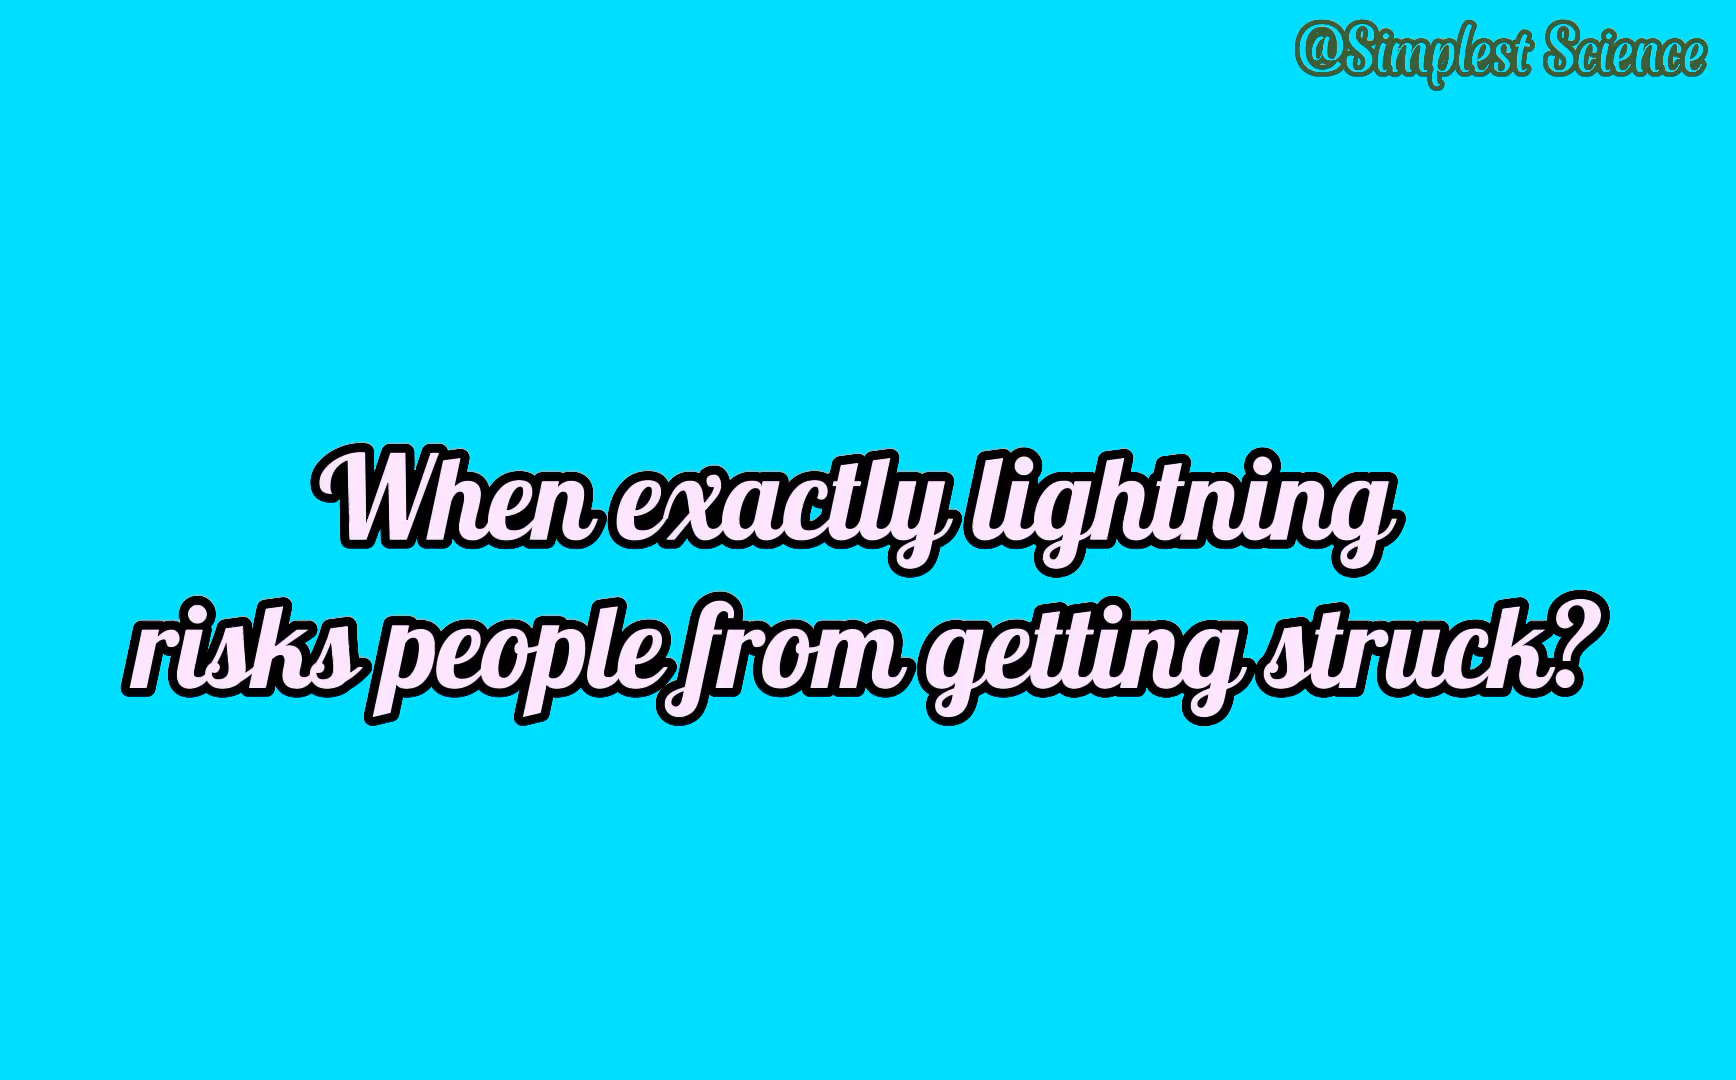 @Simplest Science
When exactly lightning
risks people from getting struck?